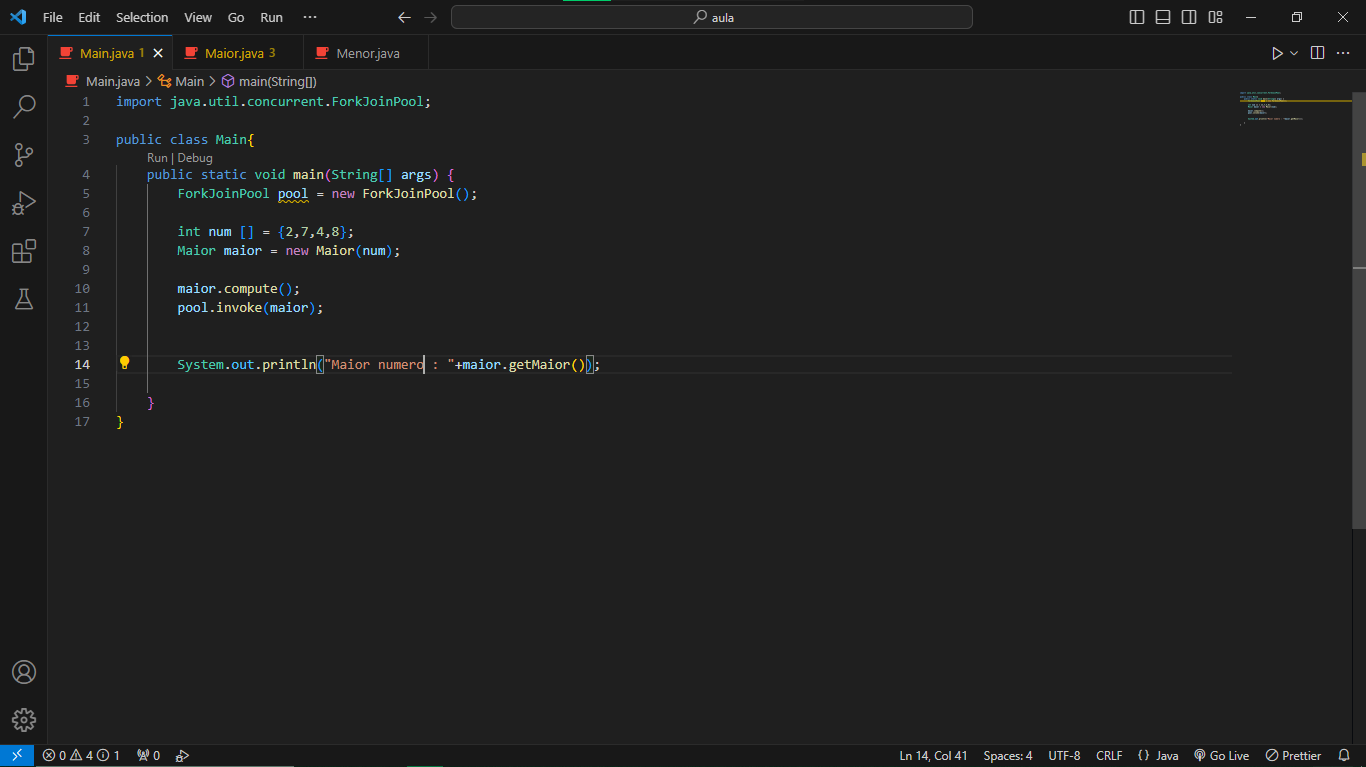 File Edit Selection View Go Run ··· aula
Main.java 1 Maior.java 3 Menor.java
Main.java > Main > main(String[])
1 import java.util.concurrent.ForkJoinPool;
2
3 public class Main{
Run | Debug
4 public static void main(String[] args) {
5 ForkJoinPool pool = new ForkJoinPool();
6
7 int num [] = {2,7,4,8};
8 Maior maior = new Maior(num);
9
10 maior.compute();
11 pool.invoke(maior);
12
13
14 System.out.println("Maior numero : "+maior.getMaior());
15
16 }
17 }
0 4 1 0 Ln 14, Col 41 Spaces: 4 UTF-8 CRLF {} Java Go Live Prettier